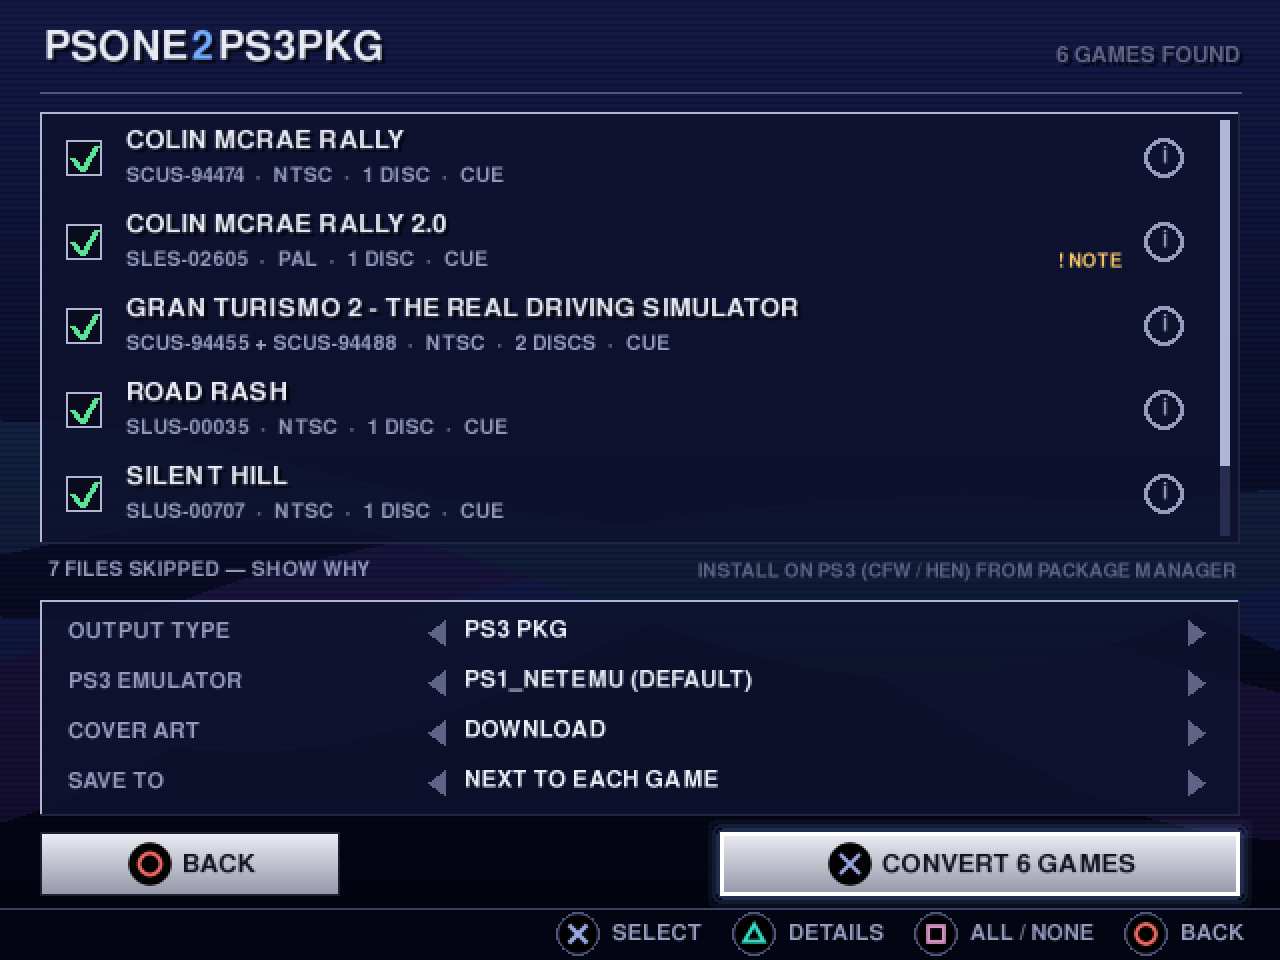 PSONE2PS3PKG
6 GAMES FOUND
COLIN MCRAE RALLY
SCUS-94474 · NTSC · 1 DISC · CUE
COLIN MCRAE RALLY 2.0
SLES-02605 · PAL · 1 DISC · CUE
! NOTE
GRAN TURISMO 2 - THE REAL DRIVING SIMULATOR
SCUS-94455 + SCUS-94488 · NTSC · 2 DISCS · CUE
ROAD RASH
SLUS-00035 · NTSC · 1 DISC · CUE
SILENT HILL
SLUS-00707 · NTSC · 1 DISC · CUE
7 FILES SKIPPED — SHOW WHY
INSTALL ON PS3 (CFW / HEN) FROM PACKAGE MANAGER
OUTPUT TYPE PS3 PKG
PS3 EMULATOR PS1_NETEMU (DEFAULT)
COVER ART DOWNLOAD
SAVE TO NEXT TO EACH GAME
BACK
CONVERT 6 GAMES
SELECT DETAILS ALL / NONE BACK